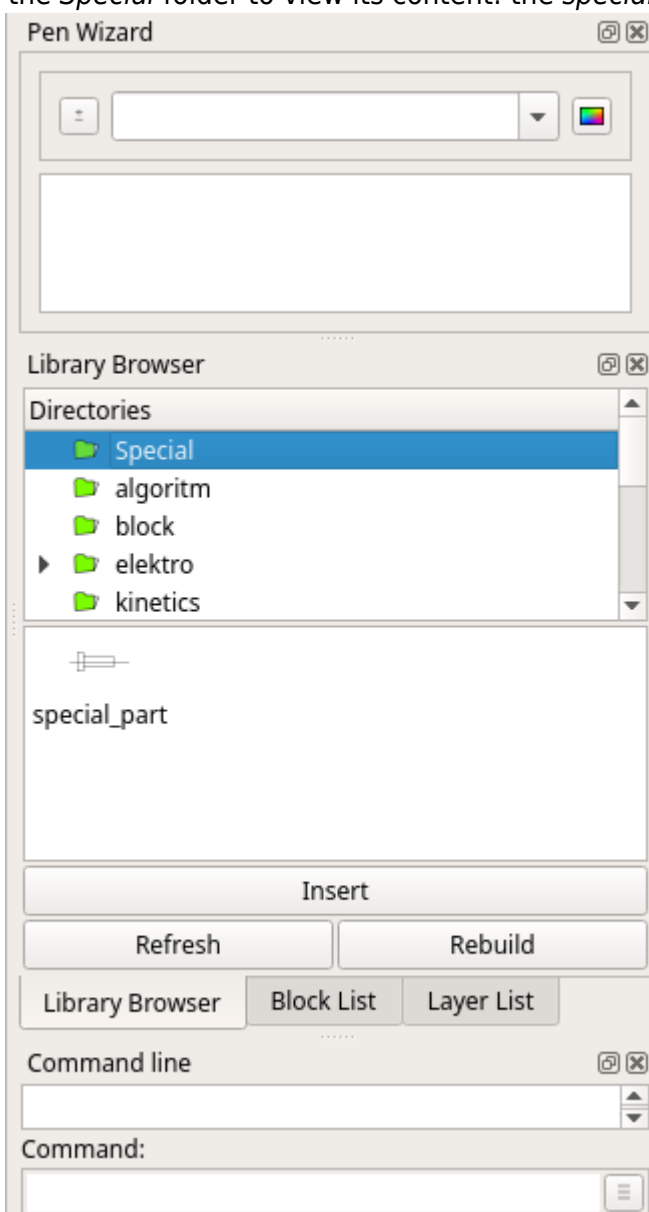 the Special folder to view its content: the special
Pen Wizard
Library Browser
Directories
Special
algoritm
block
elektro
kinetics
special_part
Insert
Refresh Rebuild
Library Browser Block List Layer List
Command line
Command: